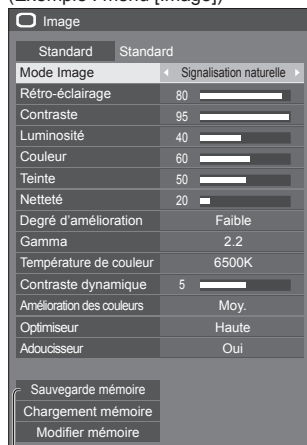 (Exemple : menu [Image])
Image
Standard Standard
Mode Image Signalisation naturelle
Rétro-éclairage 80
Contraste 95
Luminosité 40
Couleur 60
Teinte 50
Netteté 20
Degré d'amélioration Faible
Gamma 2.2
Température de couleur 6500K
Contraste dynamique 5
Amélioration des couleurs Moy.
Optimiseur Haute
Adoucisseur Oui
Sauvegarde mémoire
Chargement mémoire
Modifier mémoire